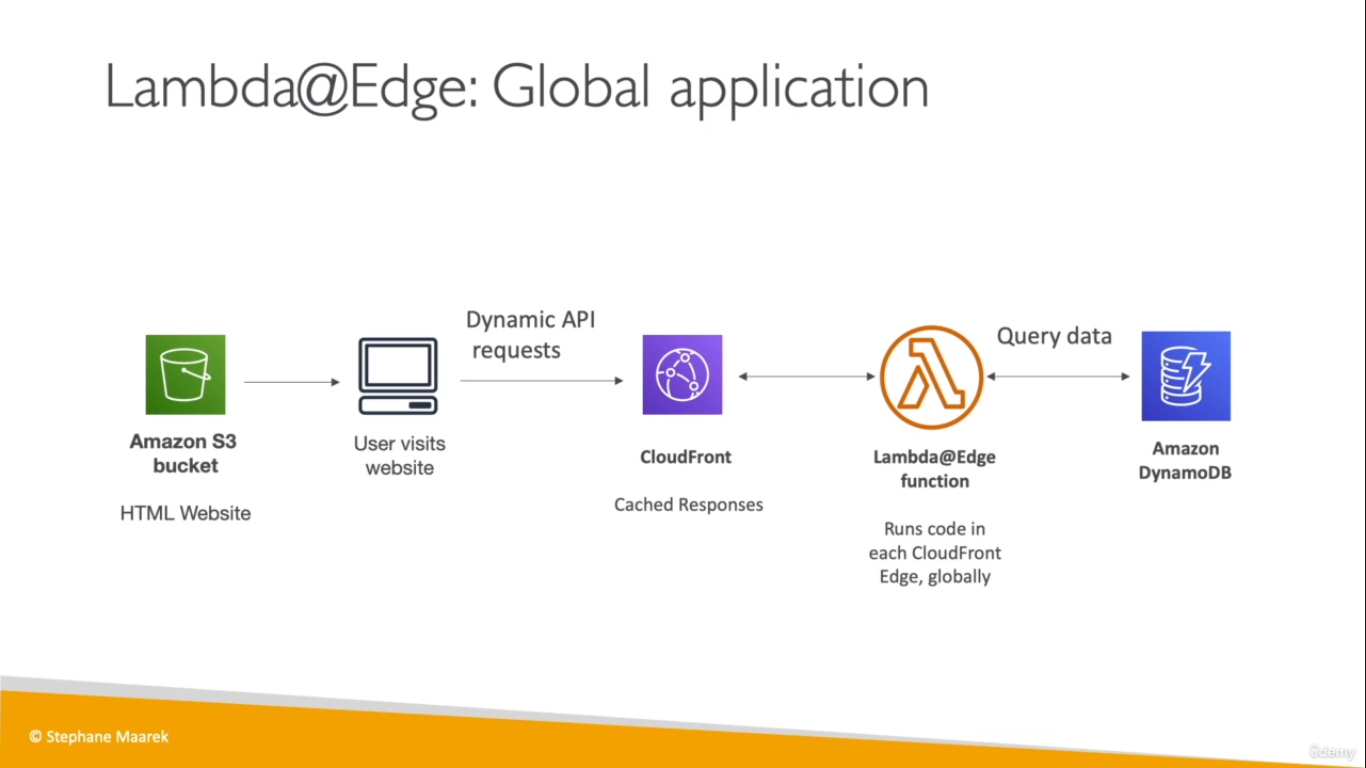 Lambda@Edge: Global application
Dynamic API
requests
Query data
Amazon S3
bucket
HTML Website
User visits
website
CloudFront
Cached Responses
Lambda@Edge
function
Runs code in
each CloudFront
Edge, globally
Amazon
DynamoDB
© Stephane Maarek
ûdemy